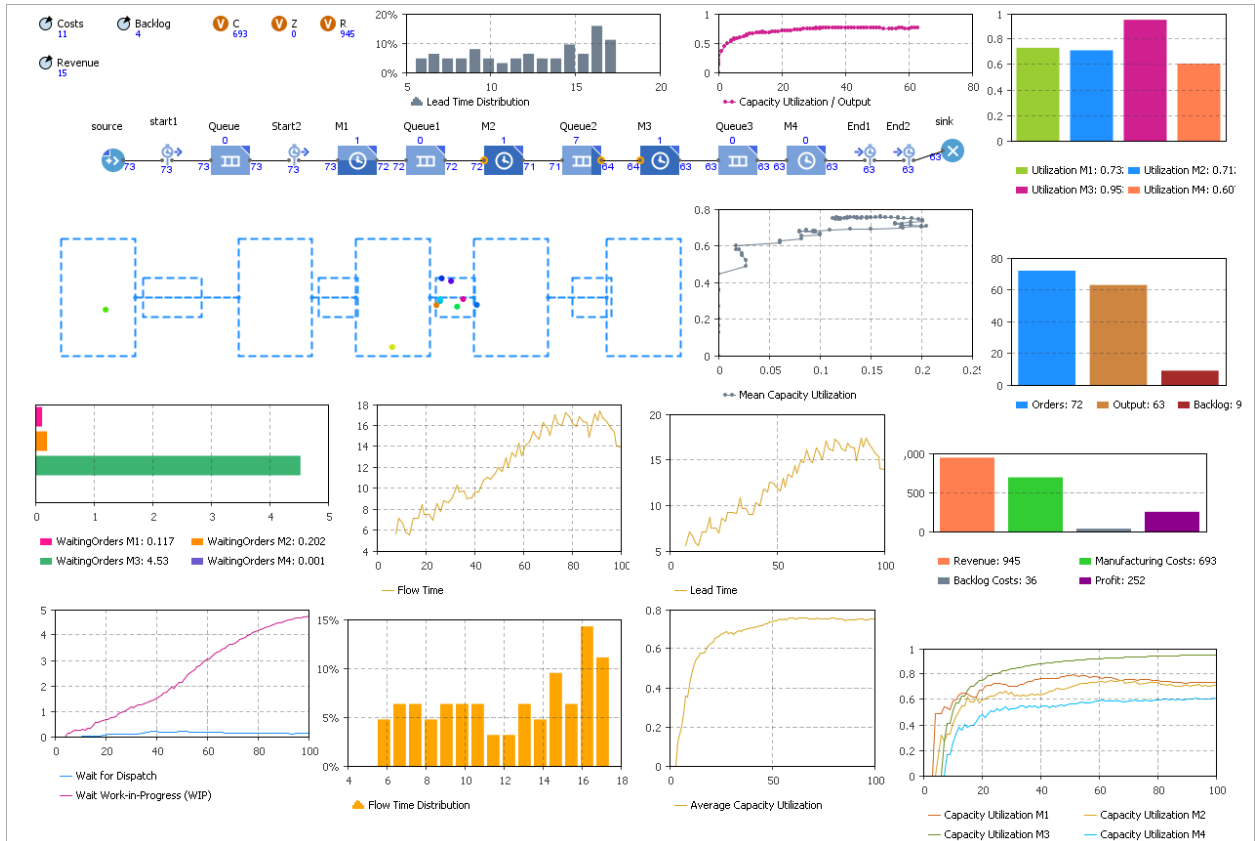 Costs
11
Backlog
4
V C
693
V Z
0
V R
945
Revenue
15
20%
10%
0%
5 10 15 20
Lead Time Distribution
1
0.5
0
0 20 40 60 80
Capacity Utilization / Output
1
0.8
0.6
0.4
0.2
0
Utilization M1: 0.73 Utilization M2: 0.71
Utilization M3: 0.95 Utilization M4: 0.60
source start1 Queue Start2 M1 Queue1 M2 Queue2 M3 Queue3 M4 End1 End2 sink
0 1 0 1 7 1 0 0
73 73 73 73 73 73 72 72 72 72 71 71 64 64 63 63 63 63 63 63 63
0.8
0.6
0.4
0.2
0
0 0.05 0.1 0.15 0.2 0.25
Mean Capacity Utilization
80
60
40
20
0
Orders: 72 Output: 63 Backlog: 9
0 1 2 3 4 5
WaitingOrders M1: 0.117 WaitingOrders M2: 0.202
WaitingOrders M3: 4.53 WaitingOrders M4: 0.001
18
16
14
12
10
8
6
4
0 20 40 60 80 100
Flow Time
20
15
10
5
0 50 100
Lead Time
,000
500
0
Revenue: 945 Manufacturing Costs: 693
Backlog Costs: 36 Profit: 252
5
4
3
2
1
0
0 20 40 60 80 100
Wait for Dispatch
Wait Work-in-Progress (WIP)
15%
10%
5%
0%
4 6 8 10 12 14 16 18
Flow Time Distribution
0.8
0.6
0.4
0.2
0
0 50 100
Average Capacity Utilization
1
0.8
0.6
0.4
0.2
0
0 20 40 60 80 100
Capacity Utilization M1 Capacity Utilization M2
Capacity Utilization M3 Capacity Utilization M4